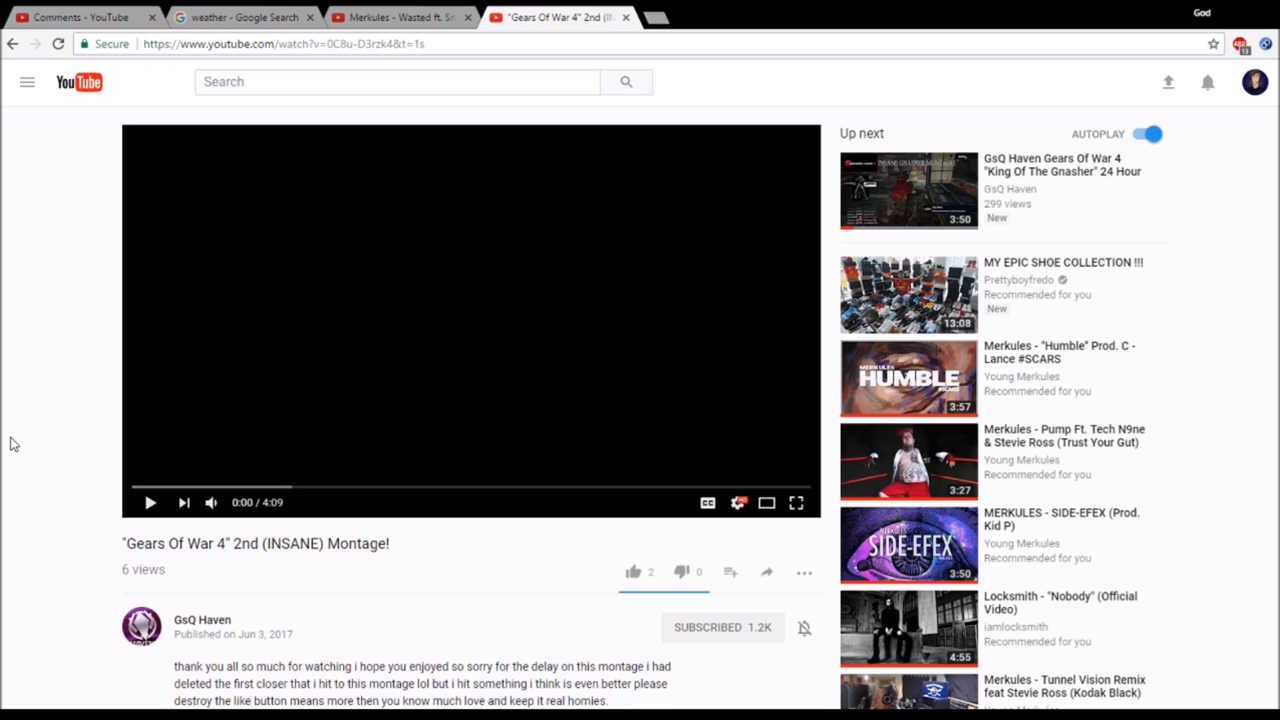 Comments - YouTube
weather - Google Search
Merkules - Wasted ft. Sn
"Gears Of War 4" 2nd (IN
God
Secure
https://www.youtube.com/watch?v=0C8u-D3rzk4&t=1s
13
YouTube
Search
Up next
AUTOPLAY
3:50
GsQ Haven Gears Of War 4
"King Of The Gnasher" 24 Hour
GsQ Haven
299 views
New
13:08
MY EPIC SHOE COLLECTION !!!
Prettyboyfredo
Recommended for you
New
MERKULES
HUMBLE
3:57
Merkules - "Humble" Prod. C -
Lance #SCARS
Young Merkules
Recommended for you
3:27
Merkules - Pump Ft. Tech N9ne
& Stevie Ross (Trust Your Gut)
Young Merkules
Recommended for you
SIDE-EFEX
3:50
MERKULES - SIDE-EFEX (Prod.
Kid P)
Young Merkules
Recommended for you
4:55
Locksmith - "Nobody" (Official
Video)
iamlocksmith
Recommended for you
Merkules - Tunnel Vision Remix
feat Stevie Ross (Kodak Black)
0:00 / 4:09
CC
HD
"Gears Of War 4" 2nd (INSANE) Montage!
6 views
2
0
GsQ Haven
Published on Jun 3, 2017
SUBSCRIBED 1.2K
thank you all so much for watching i hope you enjoyed so sorry for the delay on this montage i had
deleted the first closer that i hit to this montage lol but i hit something i think is even better please
destroy the like button means more then you know much love and keep it real homies.